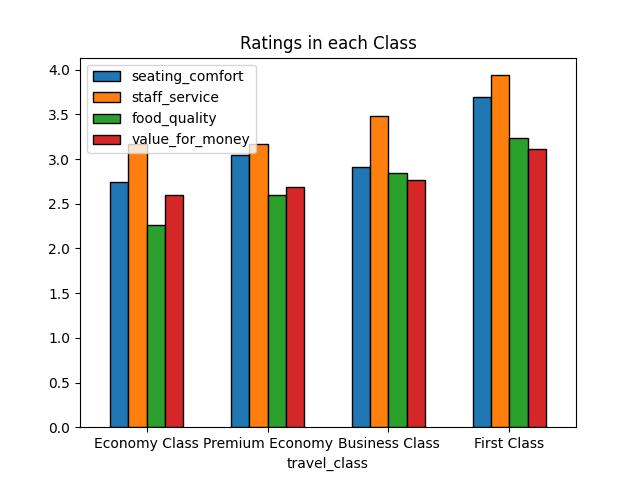 Ratings in each Class
seating_comfort
staff_service
food_quality
value_for_money
4.0
3.5
3.0
2.5
2.0
1.5
1.0
0.5
0.0
Economy Class Premium Economy Business Class First Class
travel_class